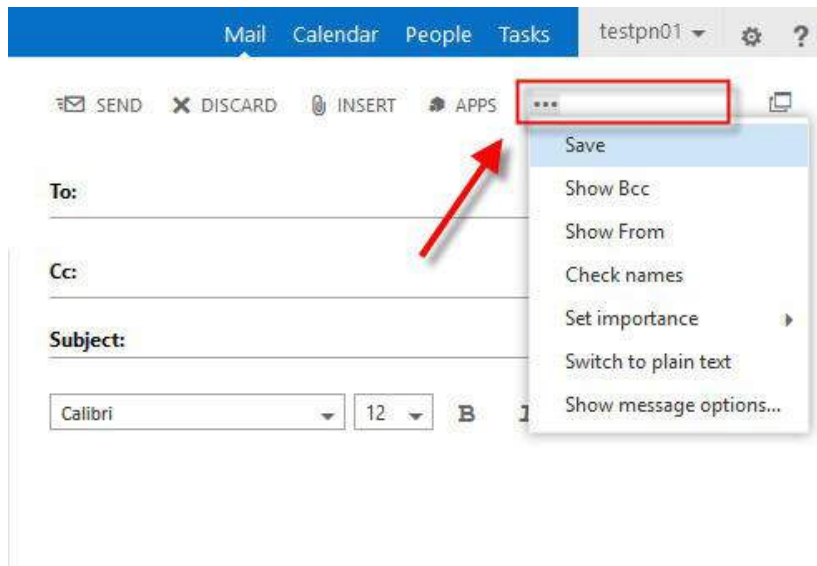 Mail Calendar People Tasks testpn01 ?
SEND DISCARD INSERT APPS ...
Save
Show Bcc
Show From
Check names
Set importance
Switch to plain text
Show message options...
To:
Cc:
Subject:
Calibri 12 B I